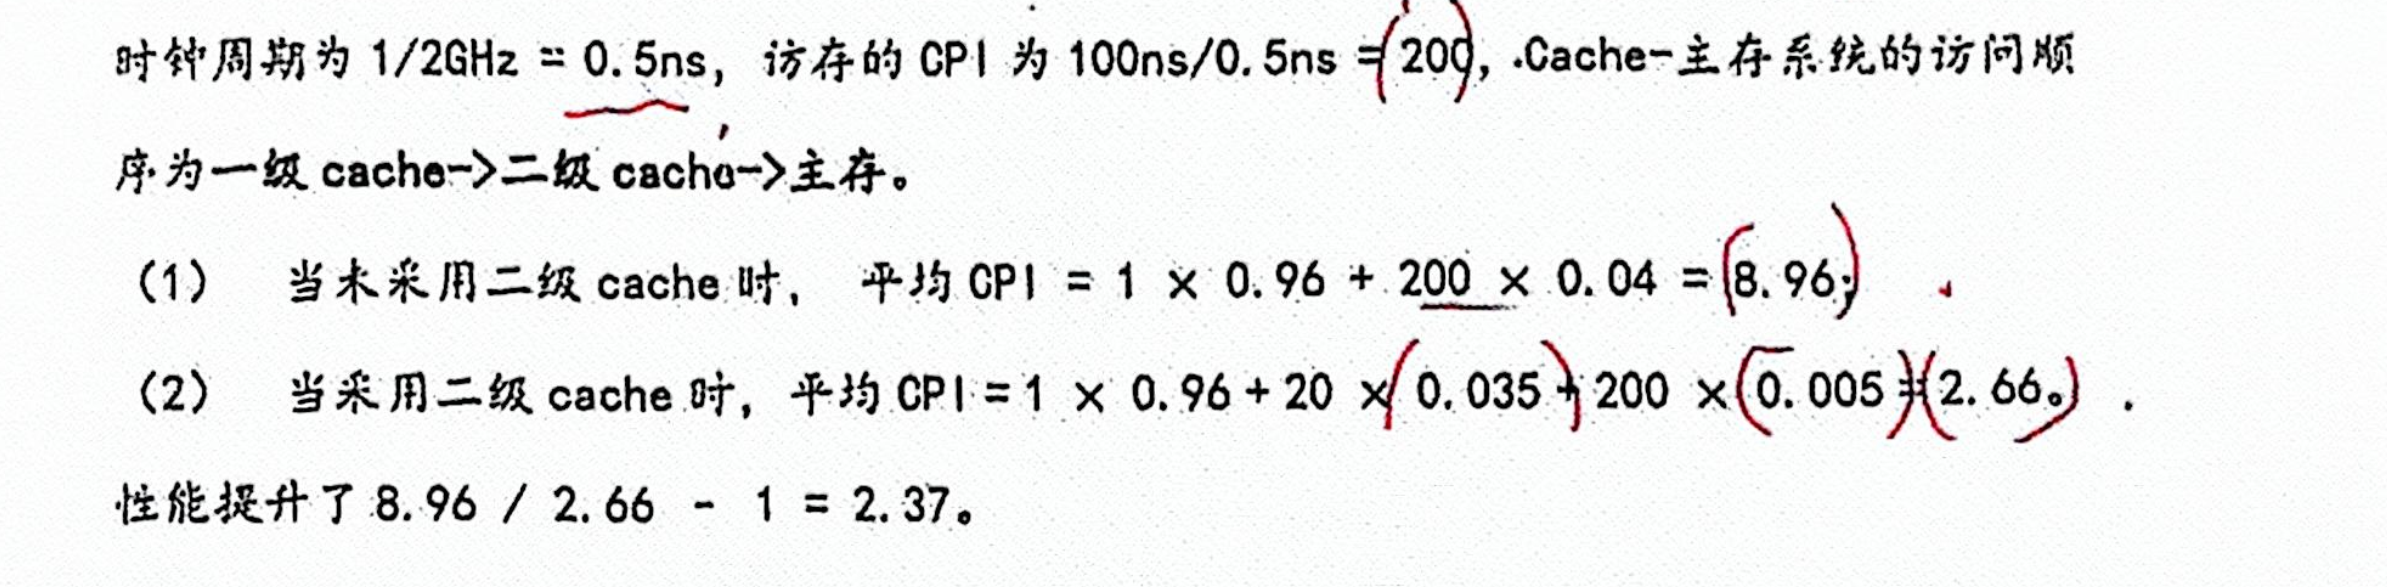 时钟周期为 1/2GHz = 0.5ns，访存的 CPI 为 100ns/0.5ns = 200，Cache-主存系统的访问顺
序为一级 cache->二级 cache->主存。
（1） 当未采用二级 cache 时， 平均 CPI = 1 × 0.96 + 200 × 0.04 = 8.96；
（2） 当采用二级 cache 时，平均 CPI = 1 × 0.96 + 20 × 0.035 + 200 × 0.005 = 2.66。
性能提升了 8.96 / 2.66 - 1 = 2.37。